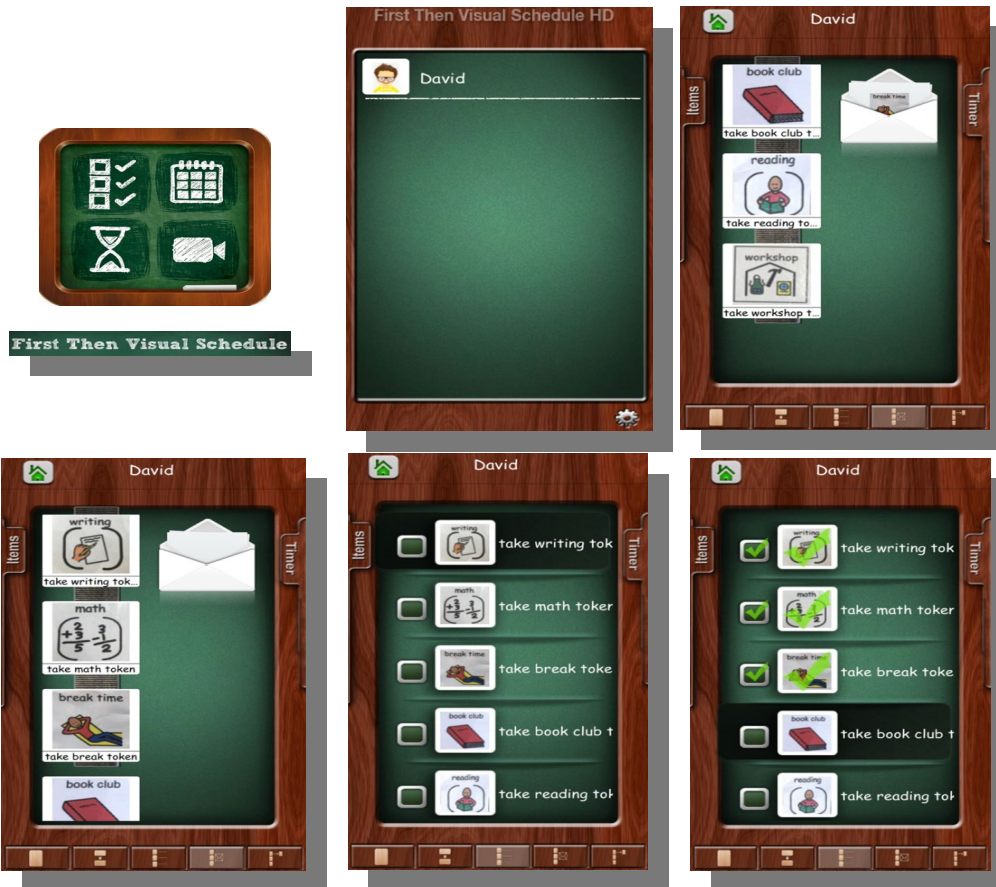 First Then Visual Schedule
First Then Visual Schedule HD
David
David
Items
Timer
book club
take book club t...
reading
take reading to...
workshop
take workshop t...
break time
David
Items
Timer
writing
take writing tok...
math
take math token
break time
take break token
book club
David
Items
Timer
writing
take writing tok
math
take math token
break time
take break toke
book club
take book club t
reading
take reading tok
David
Items
Timer
writing
take writing tok
math
take math token
break time
take break toke
book club
take book club t
reading
take reading tok